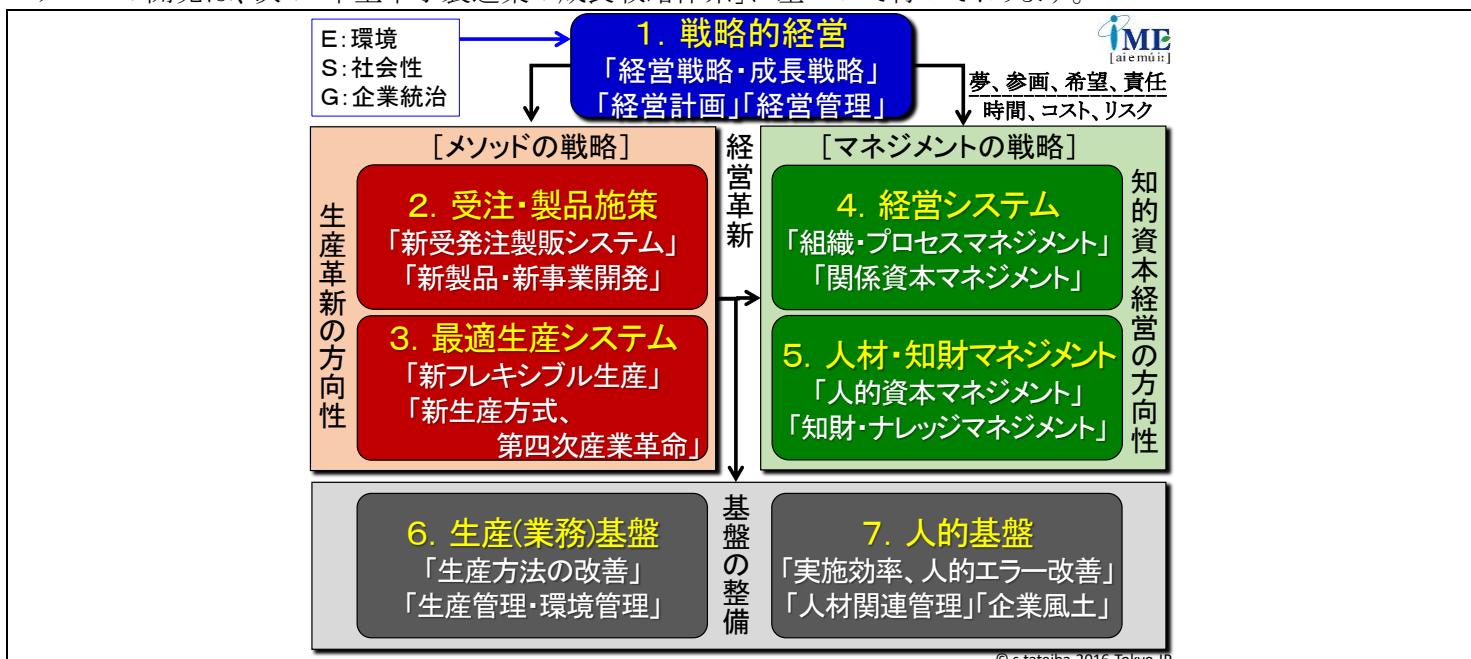 E:環境
S:社会性
G:企業統治
1. 戦略的経営
「経営戦略・成長戦略」
「経営計画」「経営管理」
iME
[aiemúiː]
夢、参画、希望、責任
時間、コスト、リスク
[メソッドの戦略]
経営革新
[マネジメントの戦略]
生産革新の方向性
2. 受注・製品施策
「新受発注製販システム」
「新製品・新事業開発」
3. 最適生産システム
「新フレキシブル生産」
「新生産方式、
第四次産業革命」
4. 経営システム
「組織・プロセスマネジメント」
「関係資本マネジメント」
5. 人材・知財マネジメント
「人的資本マネジメント」
「知財・ナレッジマネジメント」
知的資本経営の方向性
6. 生産(業務)基盤
「生産方法の改善」
「生産管理・環境管理」
基盤の整備
7. 人的基盤
「実施効率、人的エラー改善」
「人材関連管理」「企業風土」